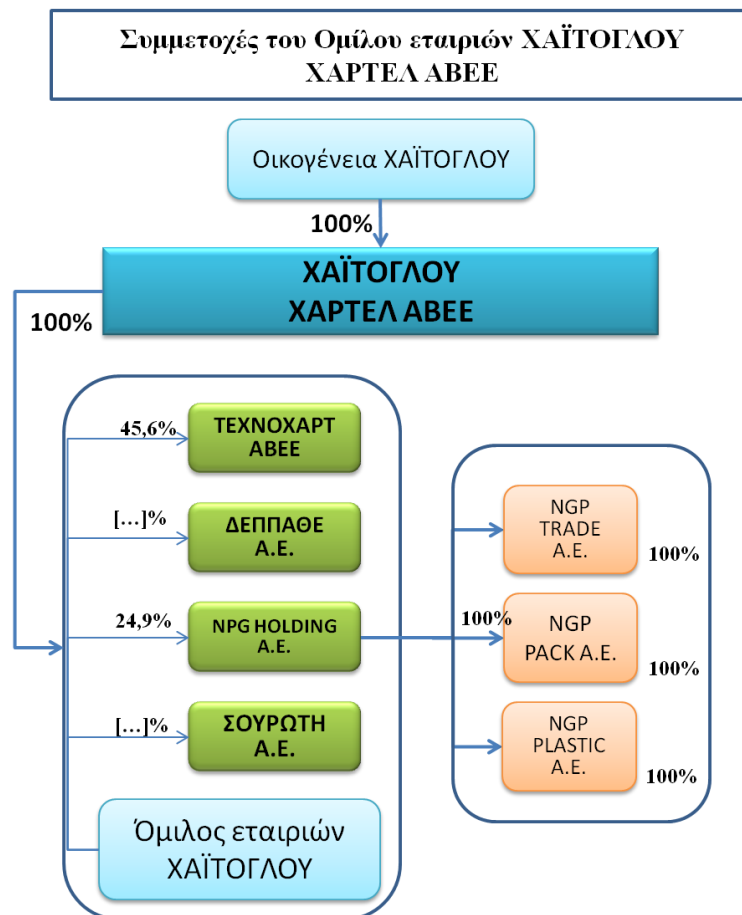 Συμμετοχές του Ομίλου εταιριών ΧΑΪΤΟΓΛΟΥ
ΧΑΡΤΕΛ ΑΒΕΕ
Οικογένεια ΧΑΪΤΟΓΛΟΥ
100%
ΧΑΪΤΟΓΛΟΥ
ΧΑΡΤΕΛ ΑΒΕΕ
100%
45,6%
ΤΕΧΝΟΧΑΡΤ
ΑΒΕΕ
[…]%
ΔΕΠΠΑΘΕ
Α.Ε.
24,9%
NPG HOLDING
Α.Ε.
[…]%
ΣΟΥΡΩΤΗ
Α.Ε.
Όμιλος εταιριών
ΧΑΪΤΟΓΛΟΥ
100%
NGP
TRADE
Α.Ε.
100%
NGP
PACK Α.Ε.
100%
NGP
PLASTIC
Α.Ε.
100%